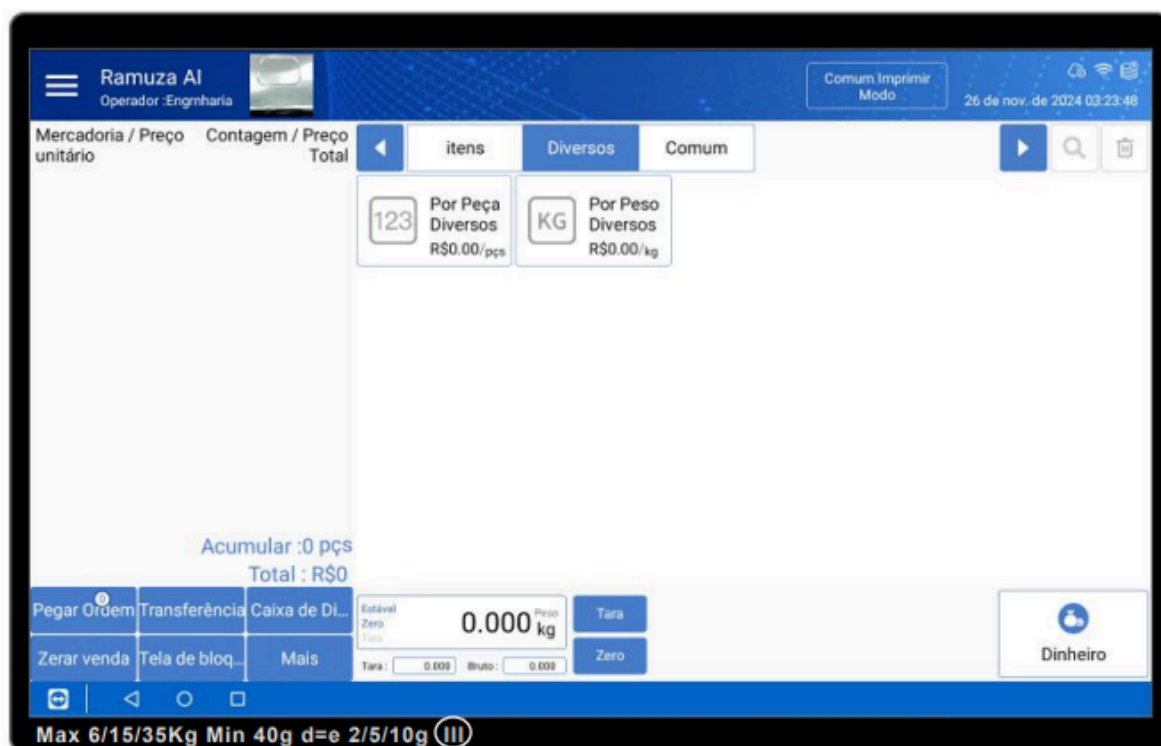 Ramuza AI
Operador :Engmharia
Comum Imprimir
Modo
26 de nov. de 2024 03:23:48
Mercadoria / Preço
unitário
Contagem / Preço
Total
itens
Diversos
Comum
123
Por Peça
Diversos
R$0.00/pçs
KG
Por Peso
Diversos
R$0.00/kg
Acumular :0 pçs
Total : R$0
Pegar Ordem
0
Transferência
Caixa de Di...
Zerar venda
Tela de bloq...
Mais
Estável
Zero
Tara
0.000
Peso
kg
Tara :
0.000
Bruto :
0.000
Tara
Zero
Dinheiro
Max 6/15/35Kg Min 40g d=e 2/5/10g III